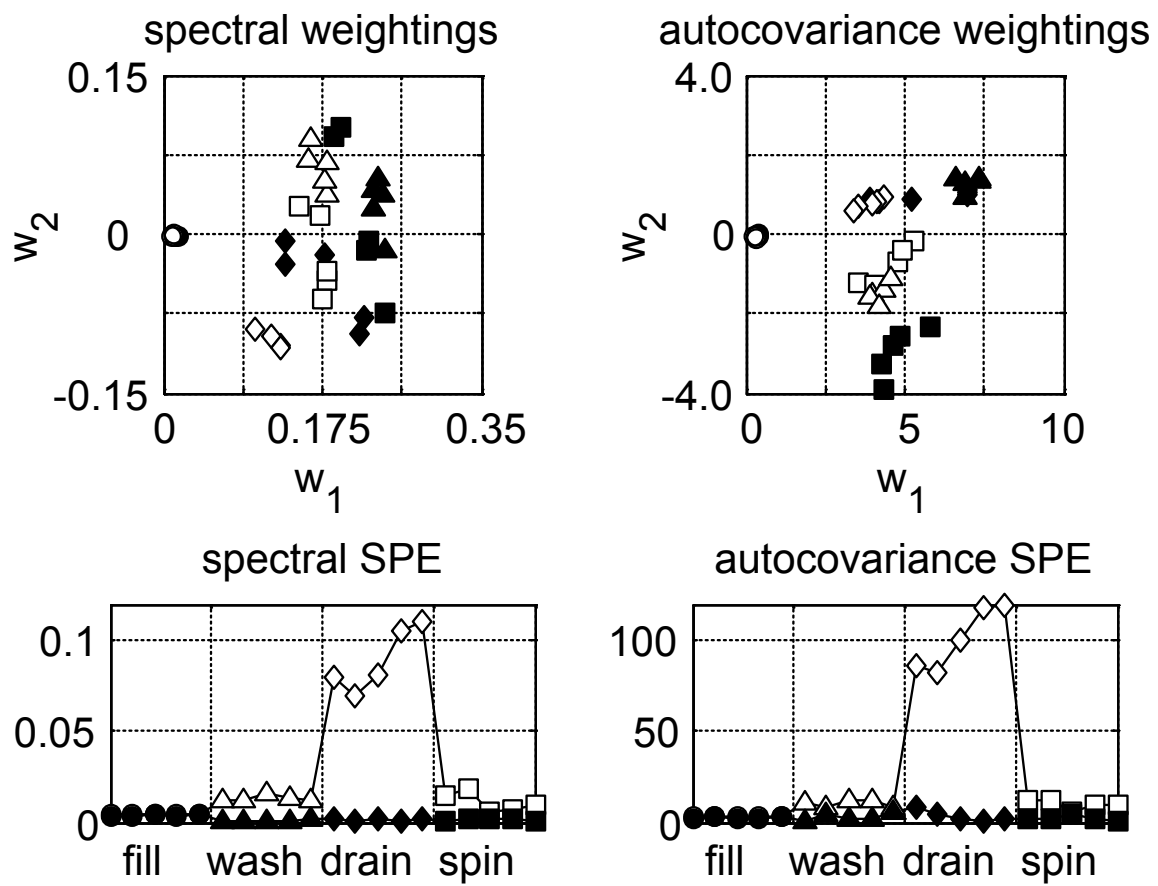 spectral weightings
0.15
0
-0.15
w2
0
0.175
0.35
w1
autocovariance weightings
4.0
0
-4.0
w2
0
5
10
w1
spectral SPE
0.1
0.05
0
fill
wash
drain
spin
autocovariance SPE
100
50
0
fill
wash
drain
spin